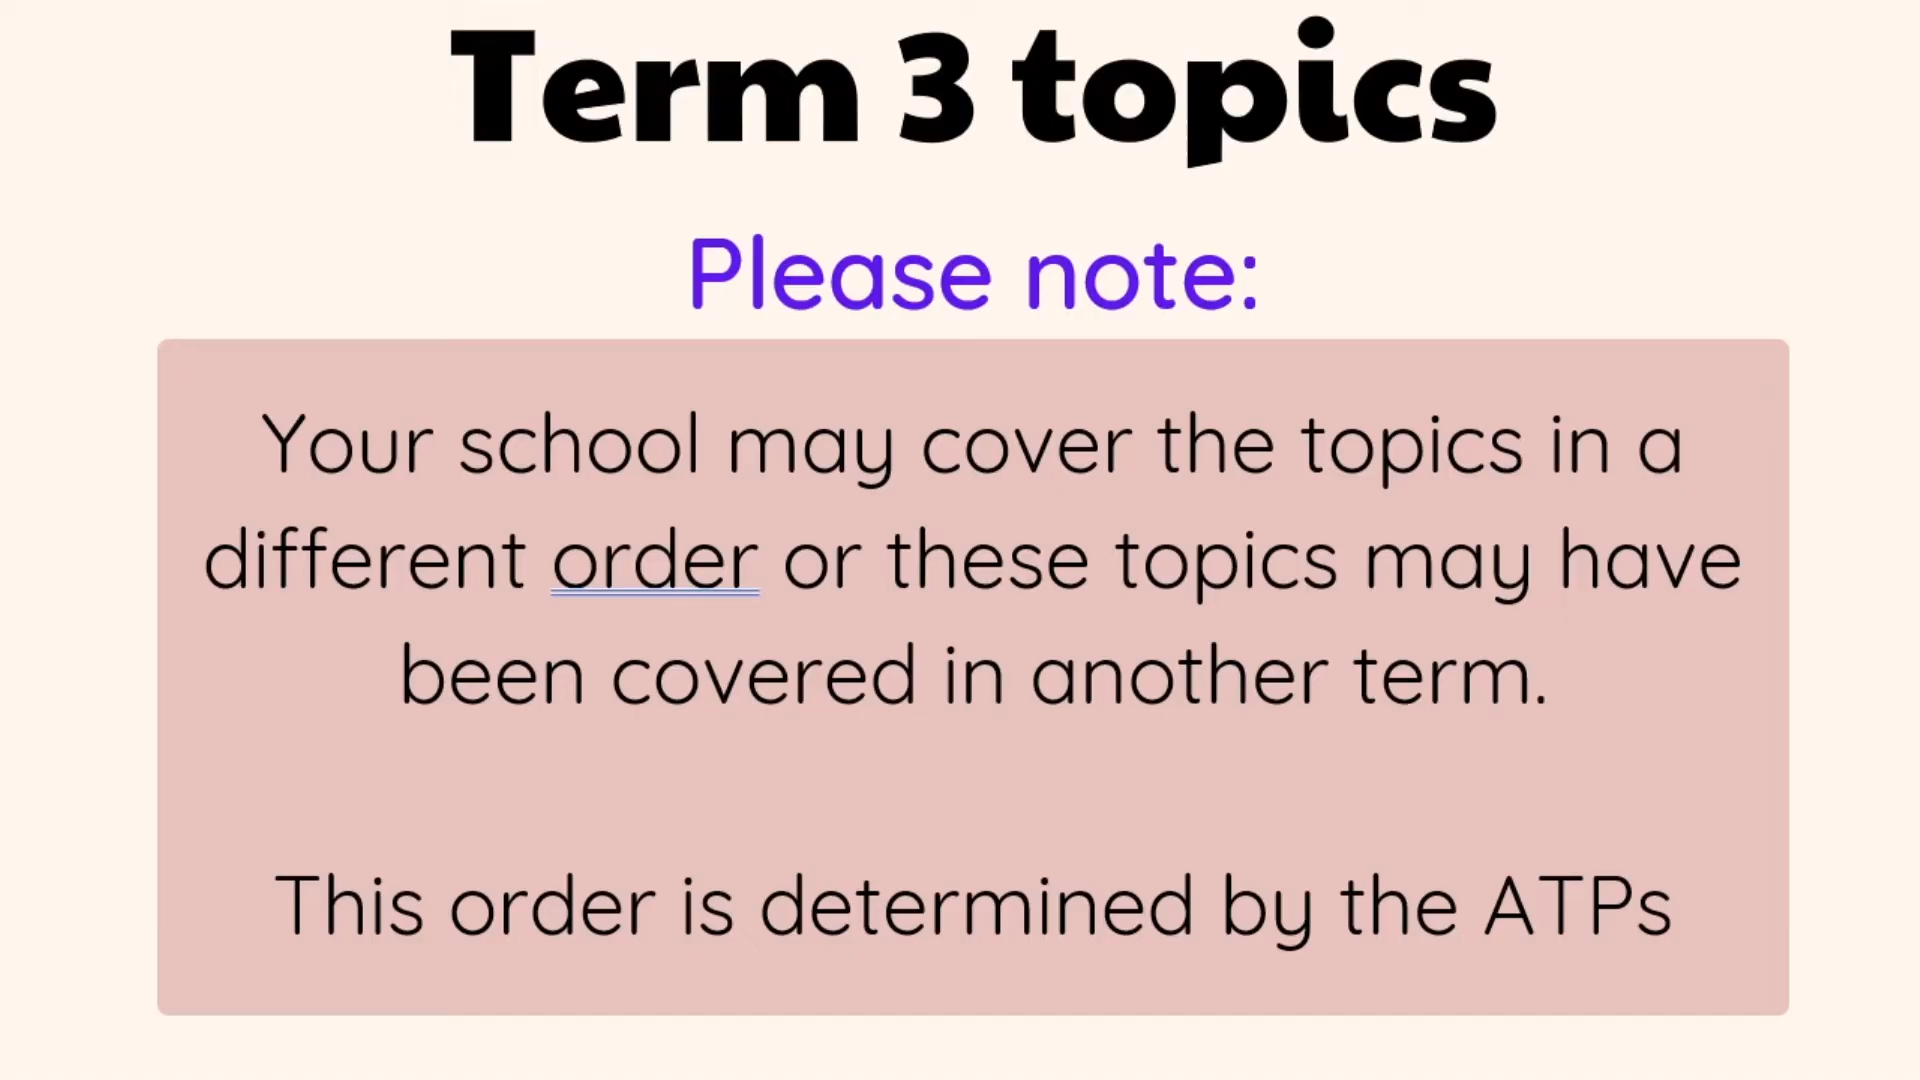 Term 3 topics
Please note:
Your school may cover the topics in a
different order or these topics may have
been covered in another term.
This order is determined by the ATPs